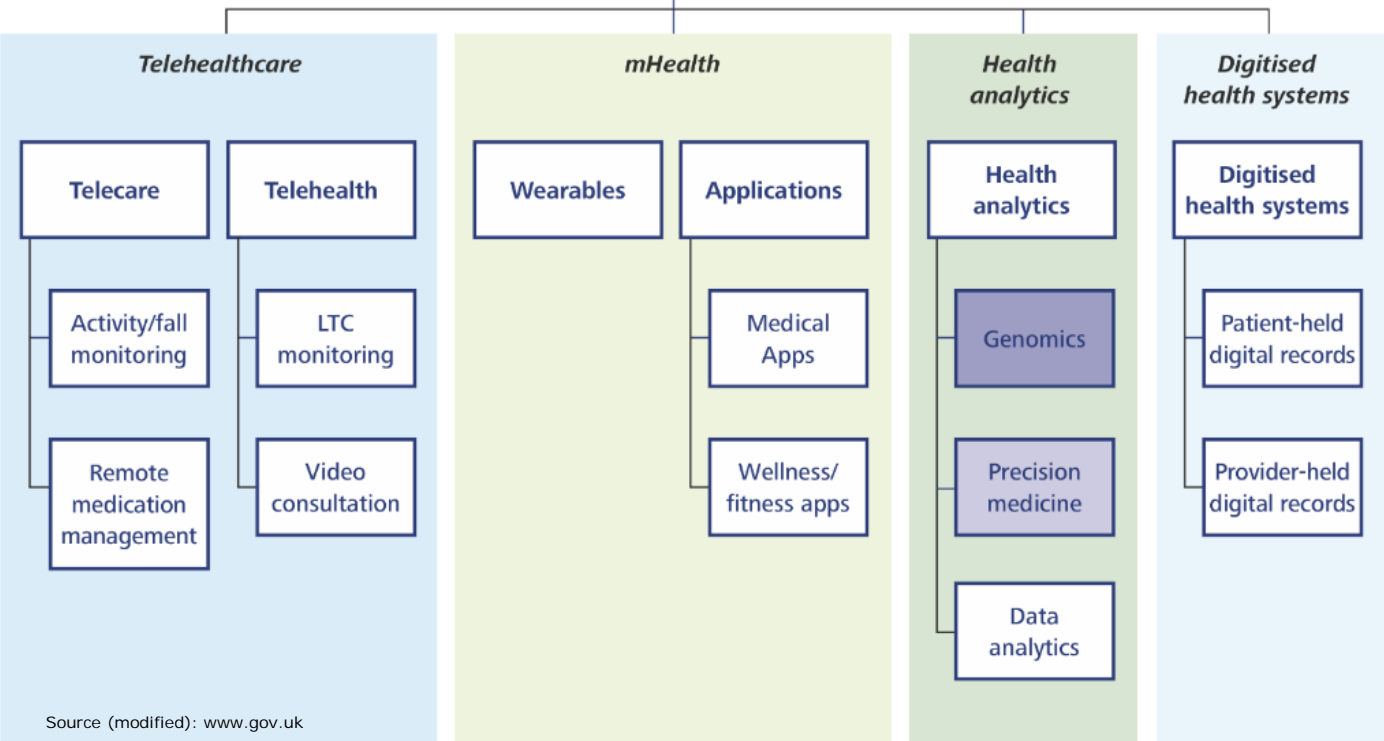 Telehealthcare
Telecare
Activity/fall
monitoring
Remote
medication
management
Telehealth
LTC
monitoring
Video
consultation
mHealth
Wearables
Applications
Medical
Apps
Wellness/
fitness apps
Health
analytics
Health
analytics
Genomics
Precision
medicine
Data
analytics
Digitised
health systems
Digitised
health systems
Patient-held
digital records
Provider-held
digital records
Source (modified): www.gov.uk